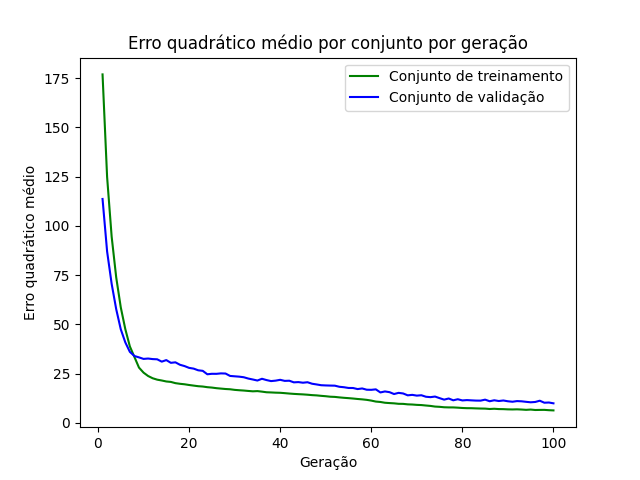 Erro quadrático médio por conjunto por geração
Conjunto de treinamento
Conjunto de validação
Erro quadrático médio
175
150
125
100
75
50
25
0
0 20 40 60 80 100
Geração